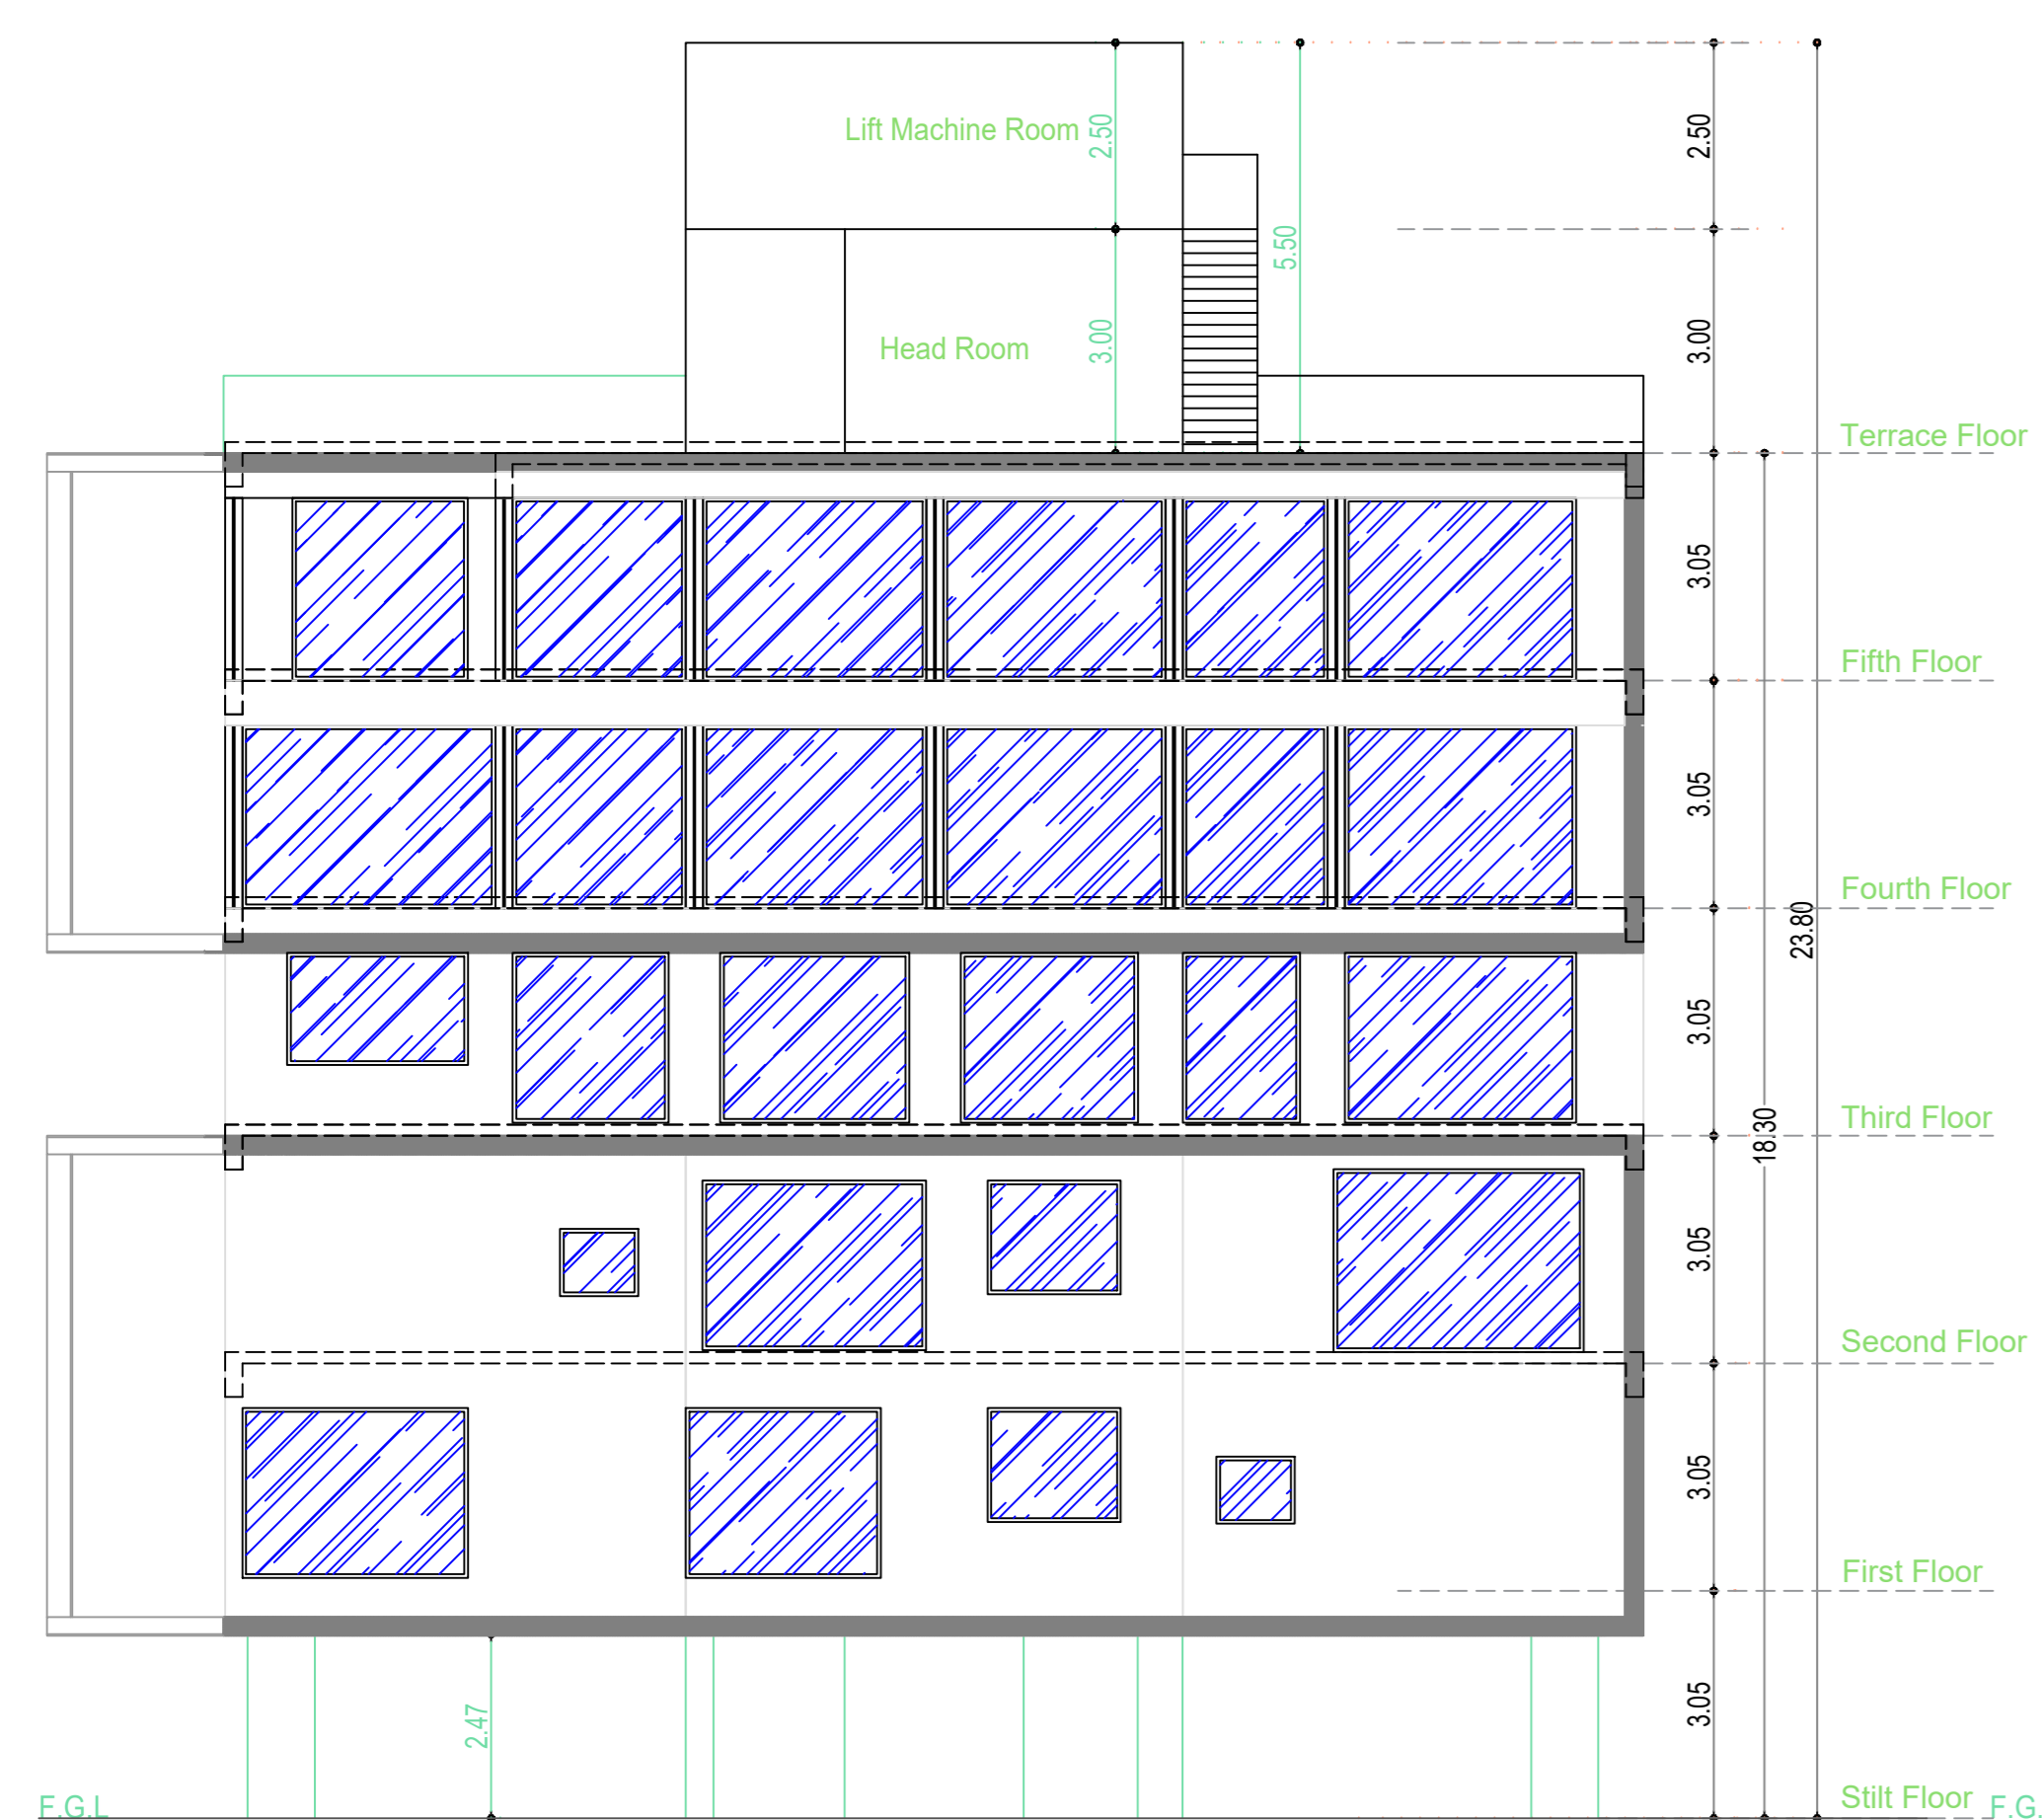 Lift Machine Room
2.50
2.50
5.50
Head Room
3.00
3.00
Terrace Floor
3.05
Fifth Floor
3.05
Fourth Floor
23.80
3.05
Third Floor
18.30
3.05
Second Floor
3.05
First Floor
2.47
3.05
F.G.L
Stilt Floor
F.G